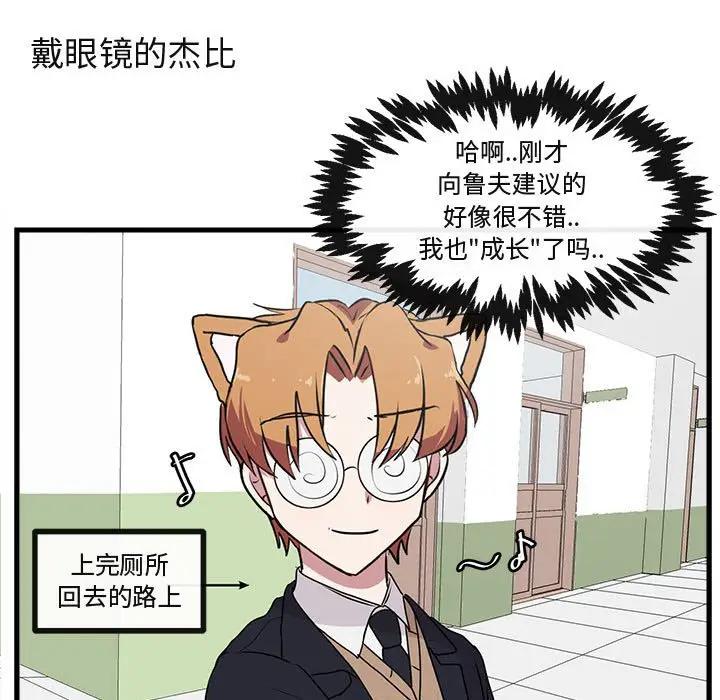 戴眼镜的杰比
哈啊..刚才
向鲁夫建议的
好像很不错..
我也"成长"了吗..
上完厕所
回去的路上